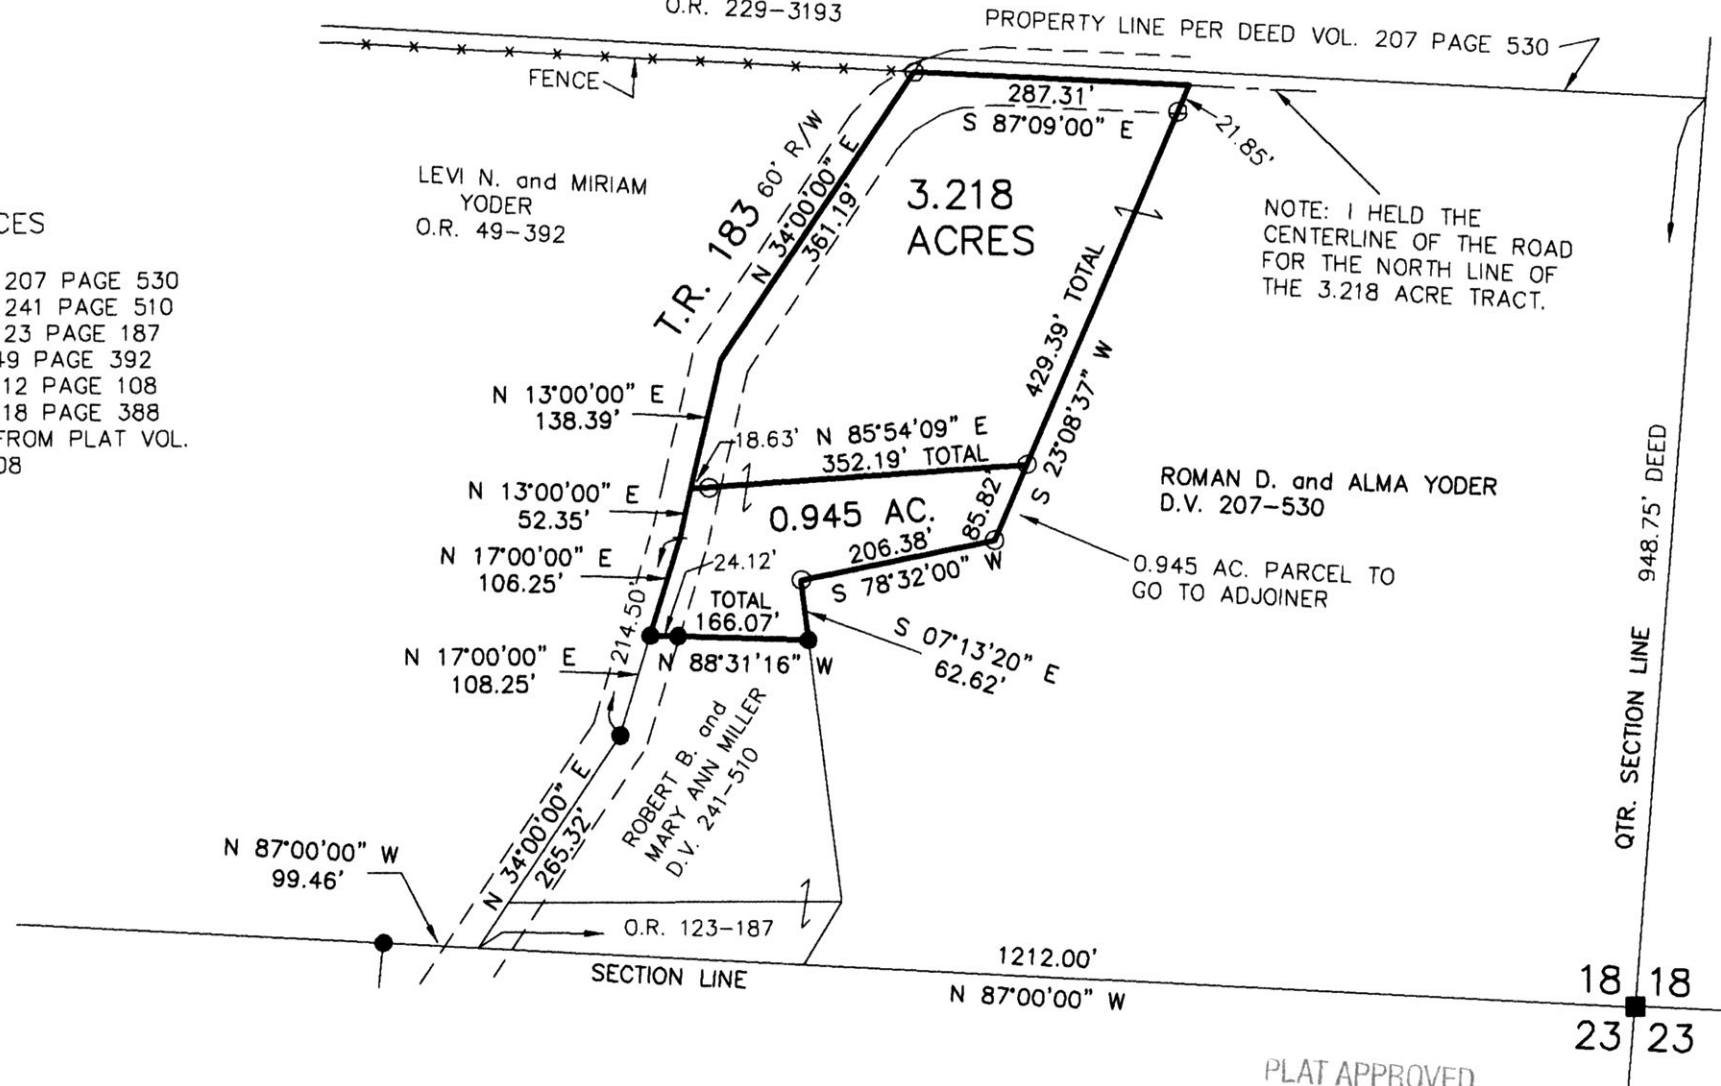 O.R. 229-3193
PROPERTY LINE PER DEED VOL. 207 PAGE 530
FENCE
287.31'
S 87°09'00" E
21.85'
LEVI N. and MIRIAM
YODER
O.R. 49-392
T.R. 183 60' R/W
N 34°00'00" E
361.19'
3.218
ACRES
NOTE: I HELD THE
CENTERLINE OF THE ROAD
FOR THE NORTH LINE OF
THE 3.218 ACRE TRACT.
CES
207 PAGE 530
241 PAGE 510
23 PAGE 187
49 PAGE 392
12 PAGE 108
18 PAGE 388
FROM PLAT VOL.
08
429.39' TOTAL
S 23°08'37" W
N 13°00'00" E
138.39'
18.63'
N 85°54'09" E
352.19' TOTAL
N 13°00'00" E
52.35'
0.945 AC.
85.82'
ROMAN D. and ALMA YODER
D.V. 207-530
948.75' DEED
QTR. SECTION LINE
N 17°00'00" E
106.25'
24.12'
206.38'
S 78°32'00" W
0.945 AC. PARCEL TO
GO TO ADJOINER
214.50'
TOTAL
166.07'
N 88°31'16" W
S 07°13'20" E
62.62'
N 17°00'00" E
108.25'
ROBERT B. and
MARY ANN MILLER
D.V. 241-510
N 34°00'00" E
265.32'
N 87°00'00" W
99.46'
O.R. 123-187
SECTION LINE
1212.00'
N 87°00'00" W
18 18
23 23
PLAT APPROVED